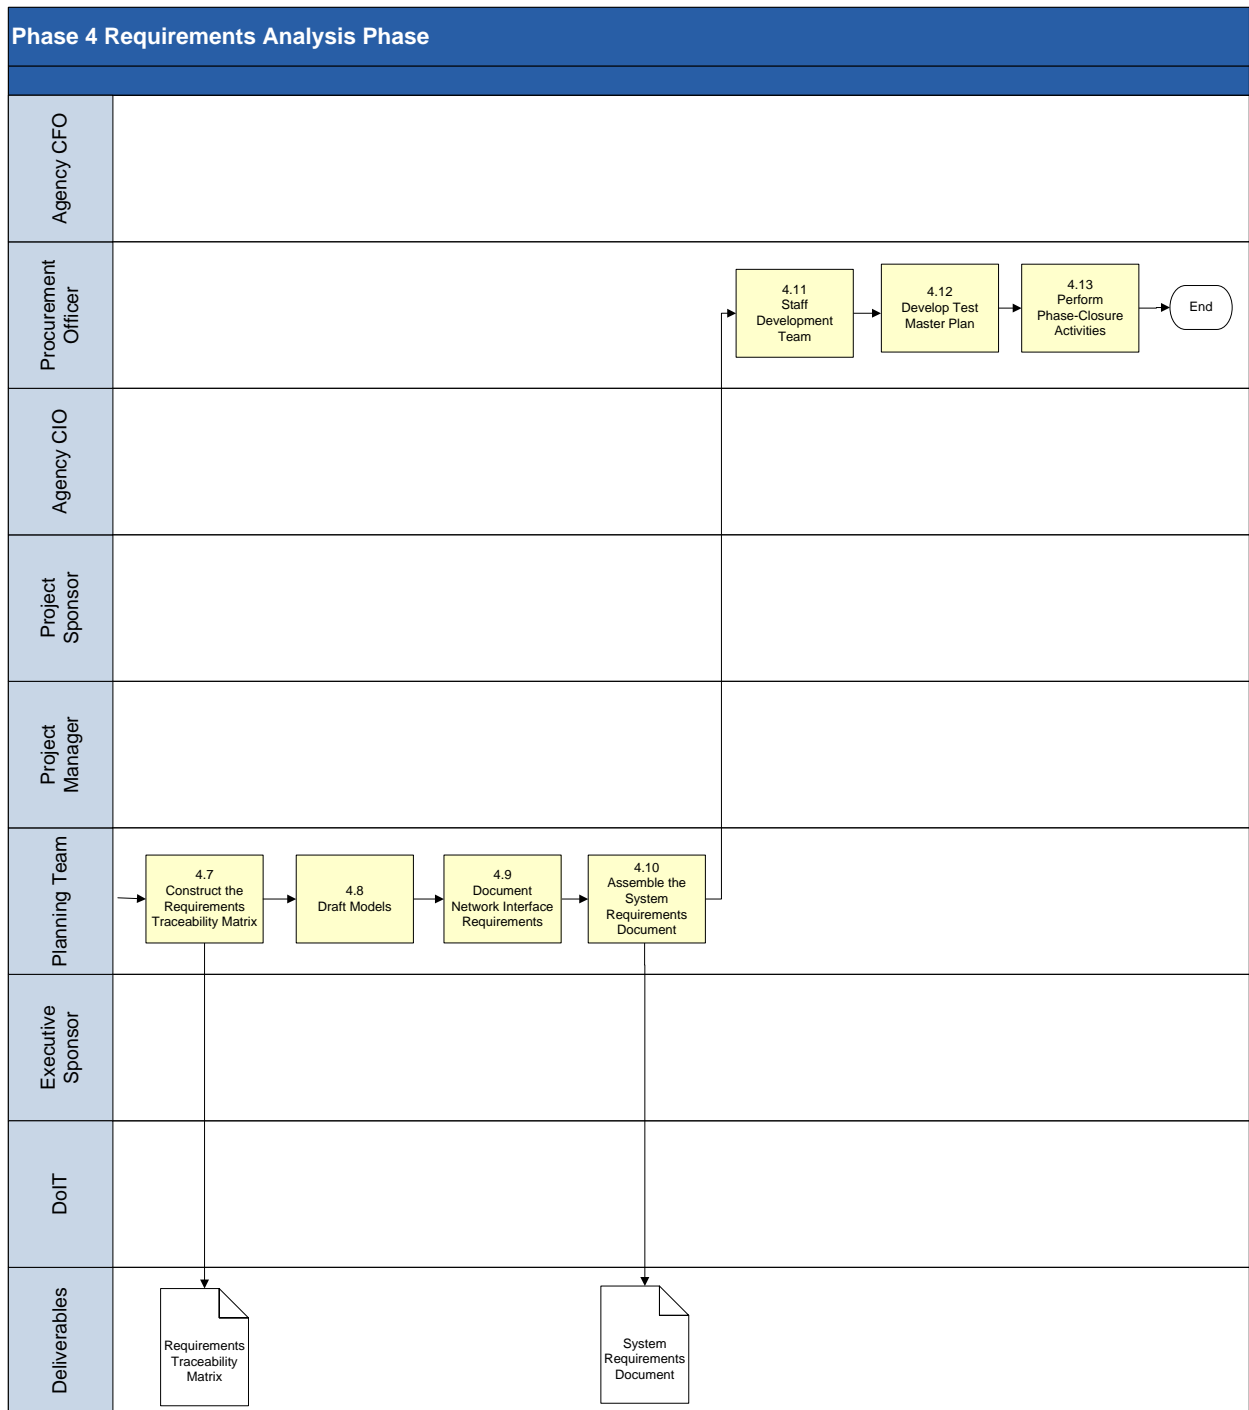 Phase 4 Requirements Analysis Phase
Agency CFO
Procurement
Officer
4.11
Staff
Development
Team
4.12
Develop Test
Master Plan
4.13
Perform
Phase-Closure
Activities
End
Agency CIO
Project
Sponsor
Project
Manager
Planning Team
4.7
Construct the
Requirements
Traceability Matrix
4.8
Draft Models
4.9
Document
Network Interface
Requirements
4.10
Assemble the
System
Requirements
Document
Executive
Sponsor
DoIT
Deliverables
Requirements
Traceability
Matrix
System
Requirements
Document